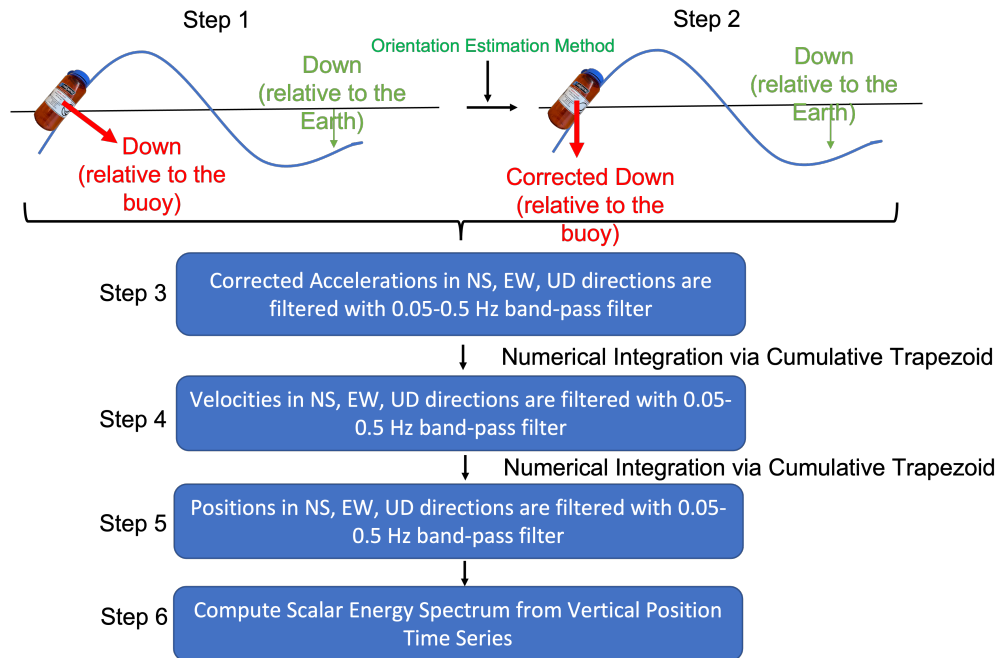 Step 1
Step 2
Orientation Estimation Method
Down
(relative to the
Earth)
Down
(relative to the
Earth)
Down
(relative to the
buoy)
Corrected Down
(relative to the
buoy)
Step 3
Corrected Accelerations in NS, EW, UD directions are
filtered with 0.05-0.5 Hz band-pass filter
Numerical Integration via Cumulative Trapezoid
Step 4
Velocities in NS, EW, UD directions are filtered with 0.05-
0.5 Hz band-pass filter
Numerical Integration via Cumulative Trapezoid
Step 5
Positions in NS, EW, UD directions are filtered with 0.05-
0.5 Hz band-pass filter
Step 6
Compute Scalar Energy Spectrum from Vertical Position
Time Series